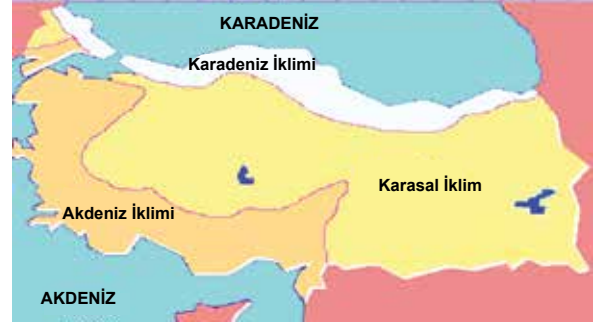 KARADENİZ
Karadeniz İklimi
Karasal İklim
Akdeniz İklimi
AKDENİZ